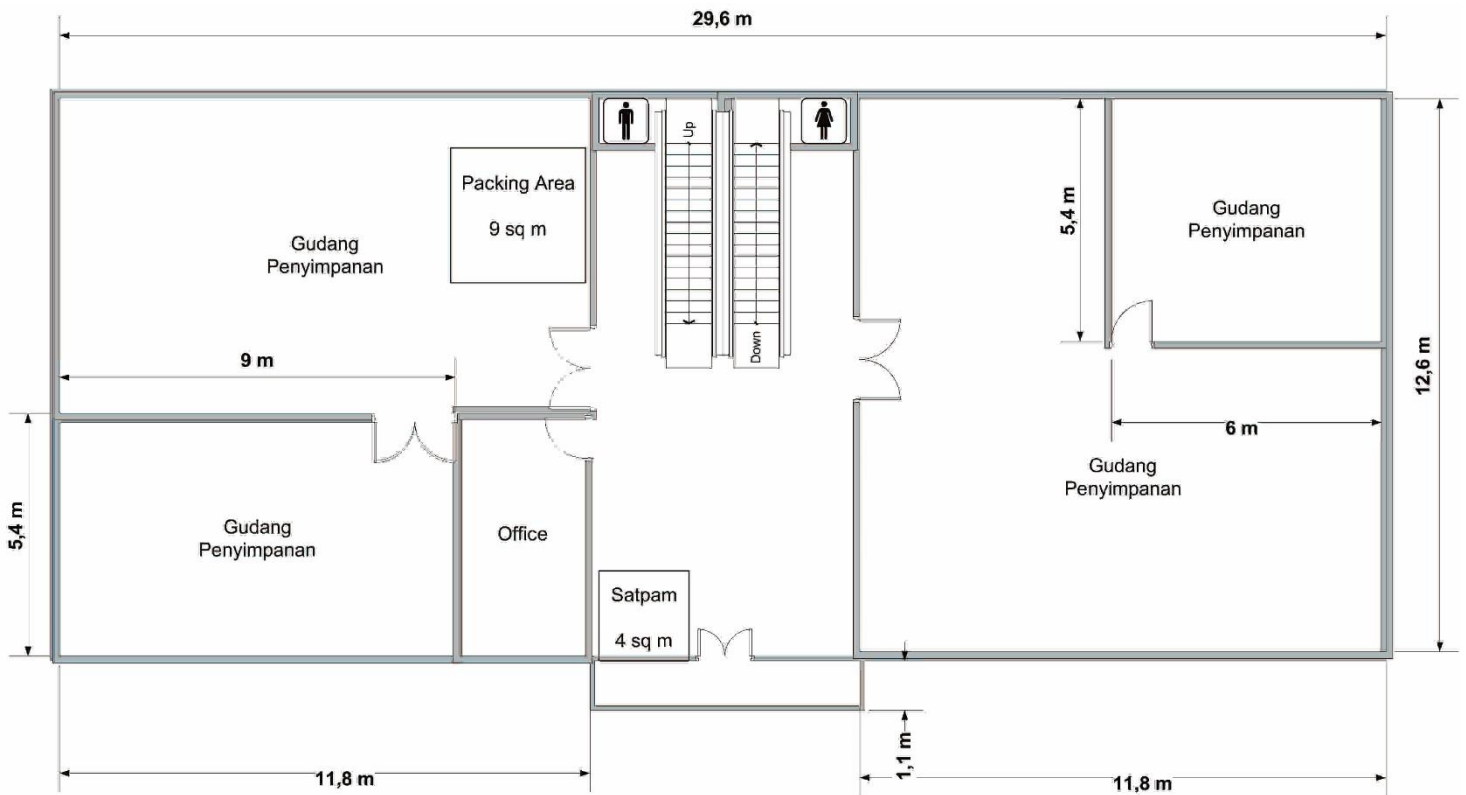 29,6 m
Up
Down
Packing Area
9 sq m
Gudang
Penyimpanan
5,4 m
Gudang
Penyimpanan
12,6 m
9 m
6 m
Gudang
Penyimpanan
5,4 m
Gudang
Penyimpanan
Office
Satpam
4 sq m
1,1 m
11,8 m
11,8 m